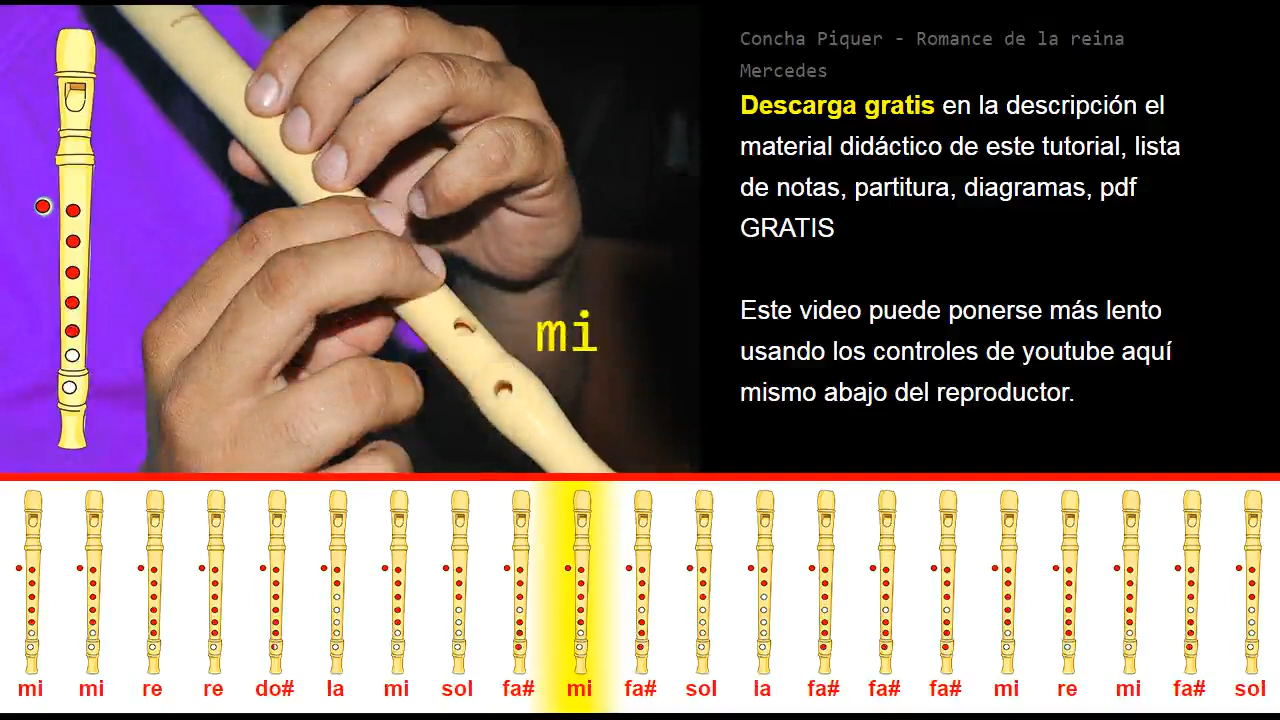 Concha Piquer - Romance de la reina
Mercedes
Descarga gratis en la descripción el
material didáctico de este tutorial, lista
de notas, partitura, diagramas, pdf
GRATIS
Este video puede ponerse más lento
usando los controles de youtube aquí
mismo abajo del reproductor.
mi
mi mi re re do# la mi sol fa# mi fa# sol la fa# fa# fa# mi re mi fa# sol